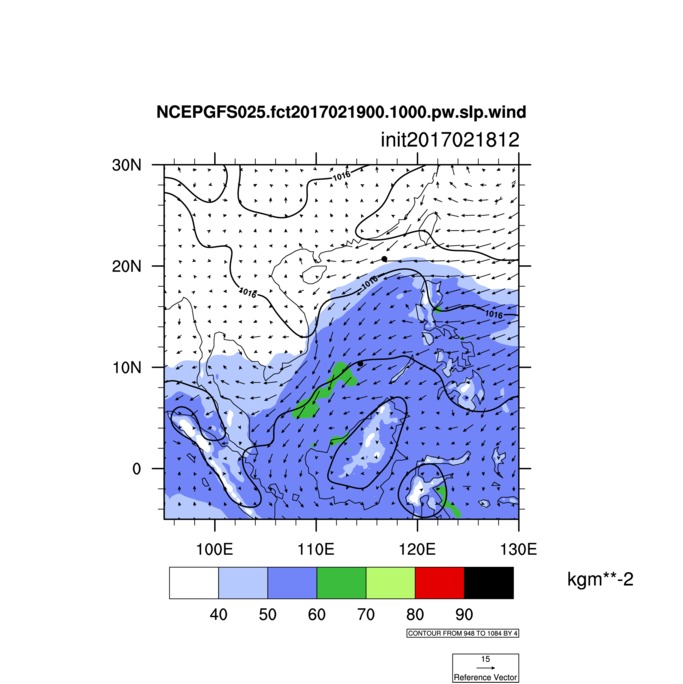 NCEPGFS025.fct2017021900.1000.pw.slp.wind
init2017021812
30N
1016
20N
1016
1016
1016
10N
0
100E 110E 120E 130E
kgm**-2
40 50 60 70 80 90
CONTOUR FROM 948 TO 1084 BY 4
15
Reference Vector